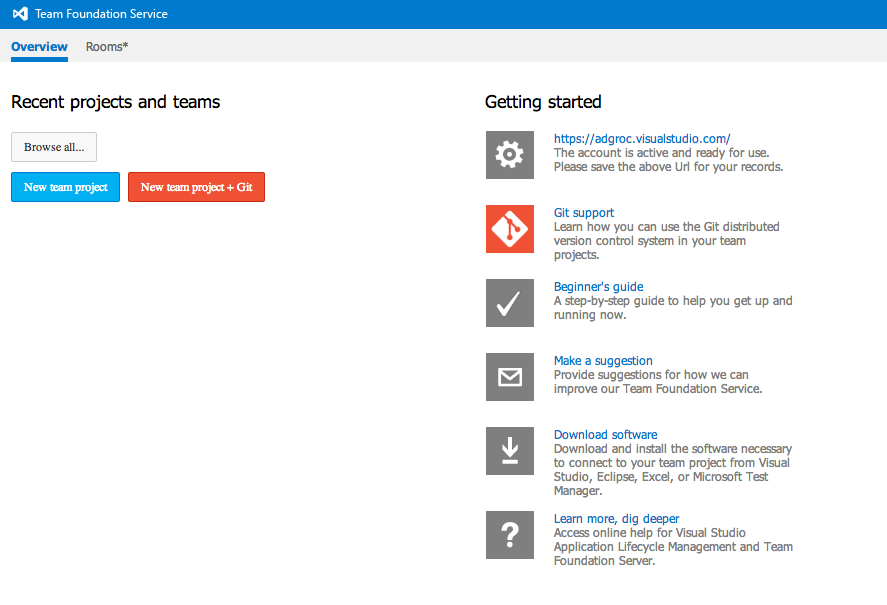 Team Foundation Service
Overview
Rooms*
Recent projects and teams
Browse all...
New team project
New team project + Git
Getting started
https://adgroc.visualstudio.com/
The account is active and ready for use.
Please save the above Url for your records.
Git support
Learn how you can use the Git distributed
version control system in your team
projects.
Beginner's guide
A step-by-step guide to help you get up and
running now.
Make a suggestion
Provide suggestions for how we can
improve our Team Foundation Service.
Download software
Download and install the software necessary
to connect to your team project from Visual
Studio, Eclipse, Excel, or Microsoft Test
Manager.
Learn more, dig deeper
Access online help for Visual Studio
Application Lifecycle Management and Team
Foundation Server.